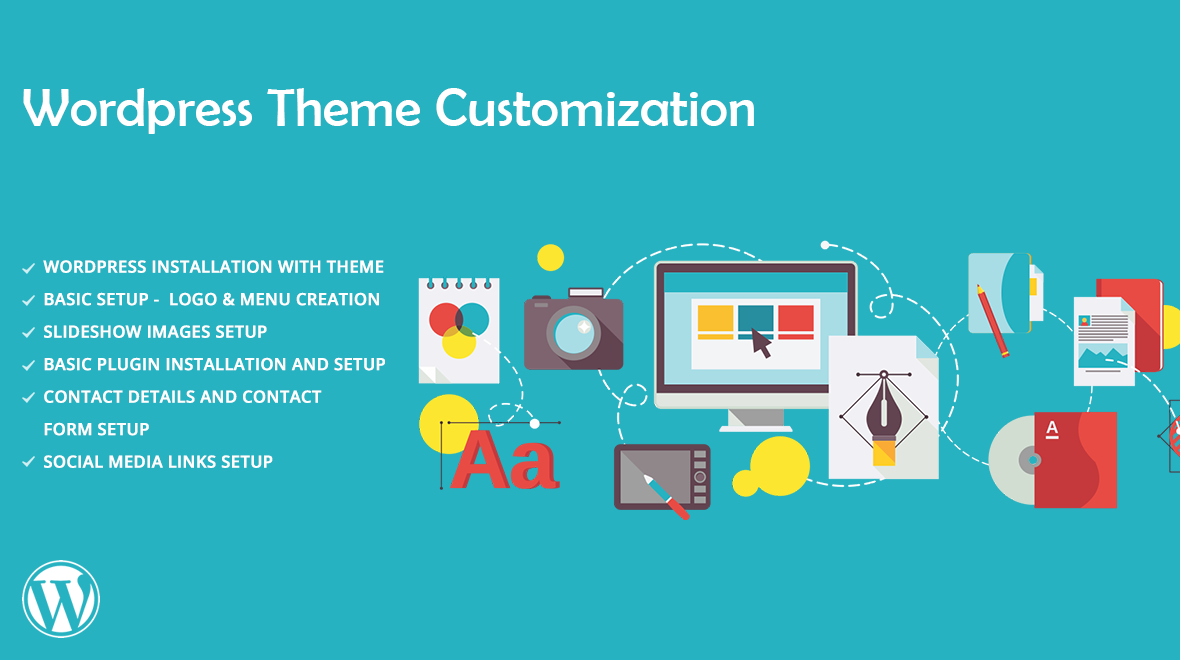 Wordpress Theme Customization
WORDPRESS INSTALLATION WITH THEME
BASIC SETUP - LOGO & MENU CREATION
SLIDESHOW IMAGES SETUP
BASIC PLUGIN INSTALLATION AND SETUP
CONTACT DETAILS AND CONTACT
FORM SETUP
SOCIAL MEDIA LINKS SETUP
Aa
A
W